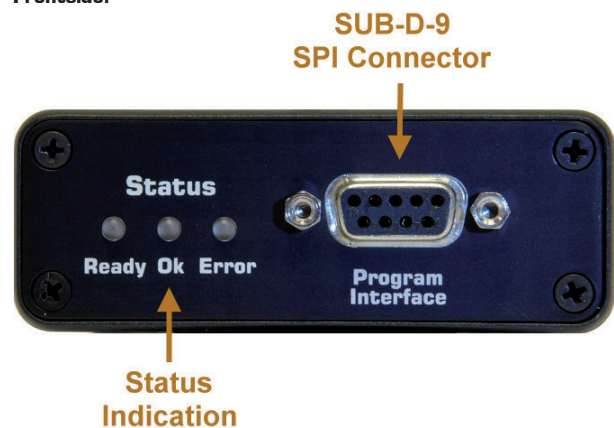 SUB-D-9
SPI Connector
Status
Ready Ok Error
Program
Interface
Status
Indication